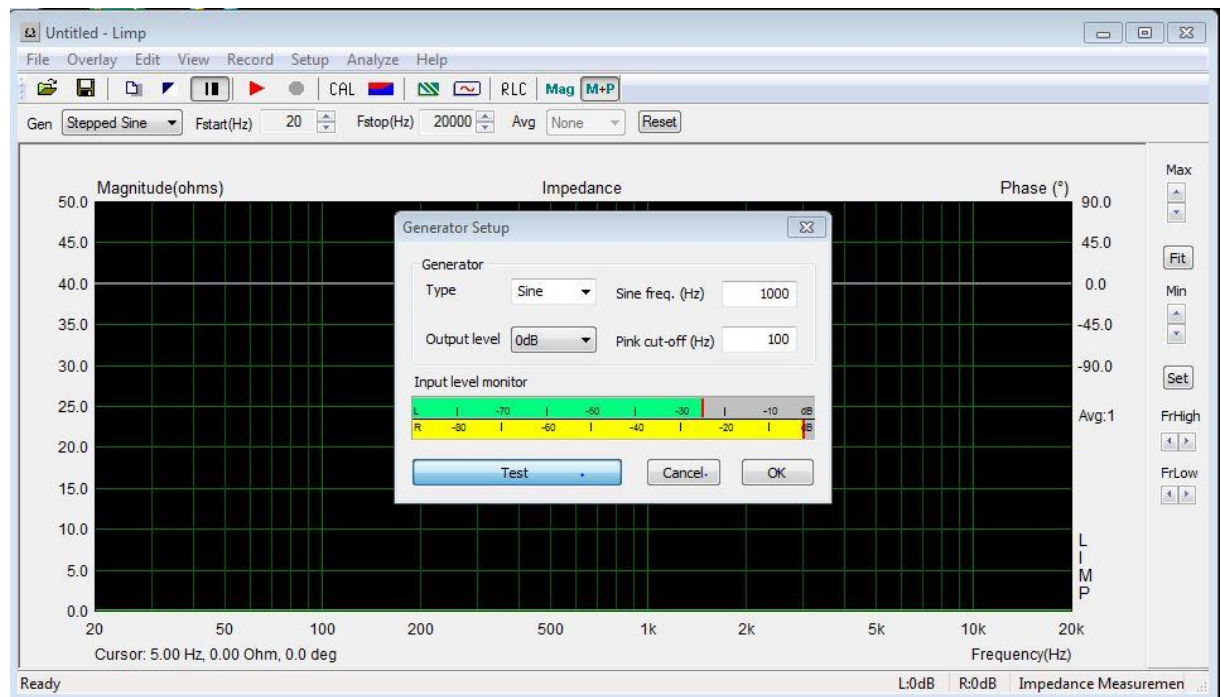 Untitled - Limp
File Overlay Edit View Record Setup Analyze Help
CAL RLC Mag M+P
Gen Stepped Sine Fstart(Hz) 20 Fstop(Hz) 20000 Avg None Reset
Magnitude(ohms) Impedance Phase (°)
50.0
45.0
40.0
35.0
30.0
25.0
20.0
15.0
10.0
5.0
0.0
Generator Setup
Generator
Type Sine Sine freq. (Hz) 1000
Output level 0dB Pink cut-off (Hz) 100
Input level monitor
L -70 -50 -30 -10 dB
R -80 -60 -40 -20 dB
Test Cancel OK
90.0
45.0
0.0
-45.0
-90.0
Avg:1
LIMP
Max
Fit
Min
Set
FrHigh
FrLow
20 50 100 200 500 1k 2k 5k 10k 20k
Cursor: 5.00 Hz, 0.00 Ohm, 0.0 deg Frequency(Hz)
Ready L:0dB R:0dB Impedance Measuremen